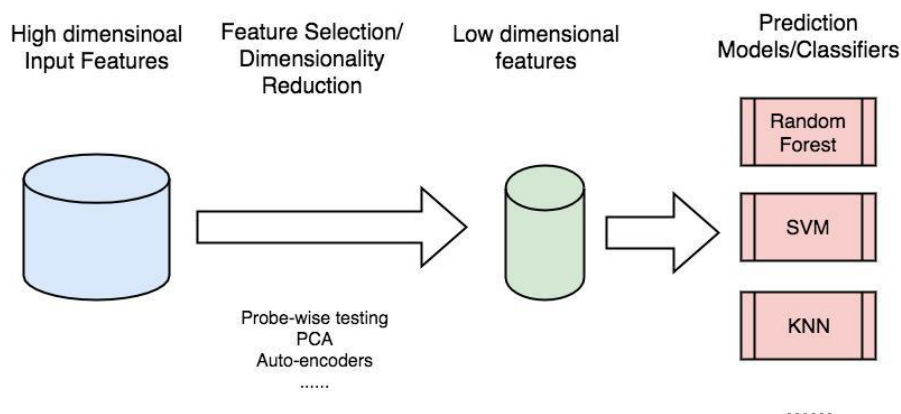 High dimensinoal
Input Features
Feature Selection/
Dimensionality
Reduction
Low dimensional
features
Prediction
Models/Classifiers
Random
Forest
SVM
KNN
Probe-wise testing
PCA
Auto-encoders
......
......